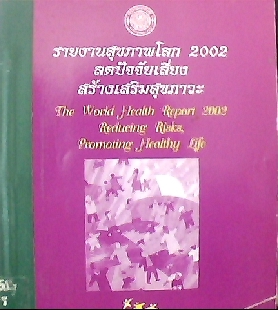 รายงานสุขภาพโลก 2002
ลดปัจจัยเสี่ยง
สร้างเสริมสุขภาวะ
The World Health Report 2002
Reducing Risks,
Promoting Healthy Life